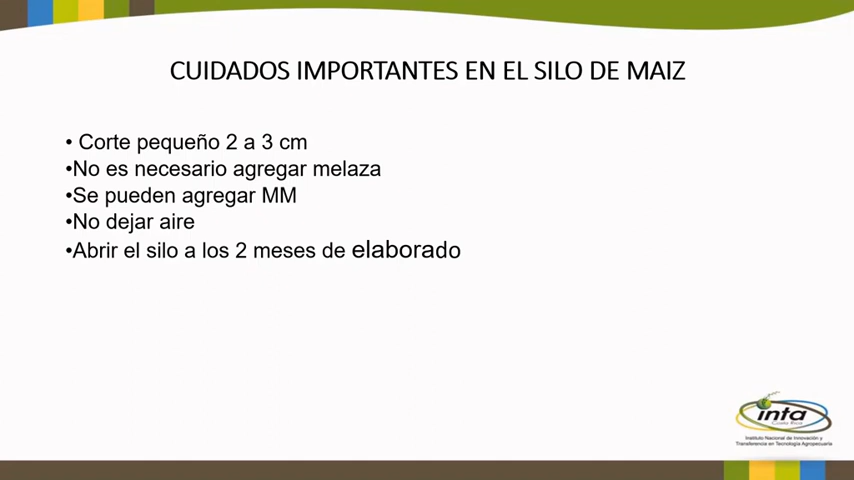 CUIDADOS IMPORTANTES EN EL SILO DE MAIZ
• Corte pequeño 2 a 3 cm
•No es necesario agregar melaza
•Se pueden agregar MM
•No dejar aire
•Abrir el silo a los 2 meses de elaborado
inta
Costa Rica
Instituto Nacional de Innovación y
Transferencia en Tecnología Agropecuaria